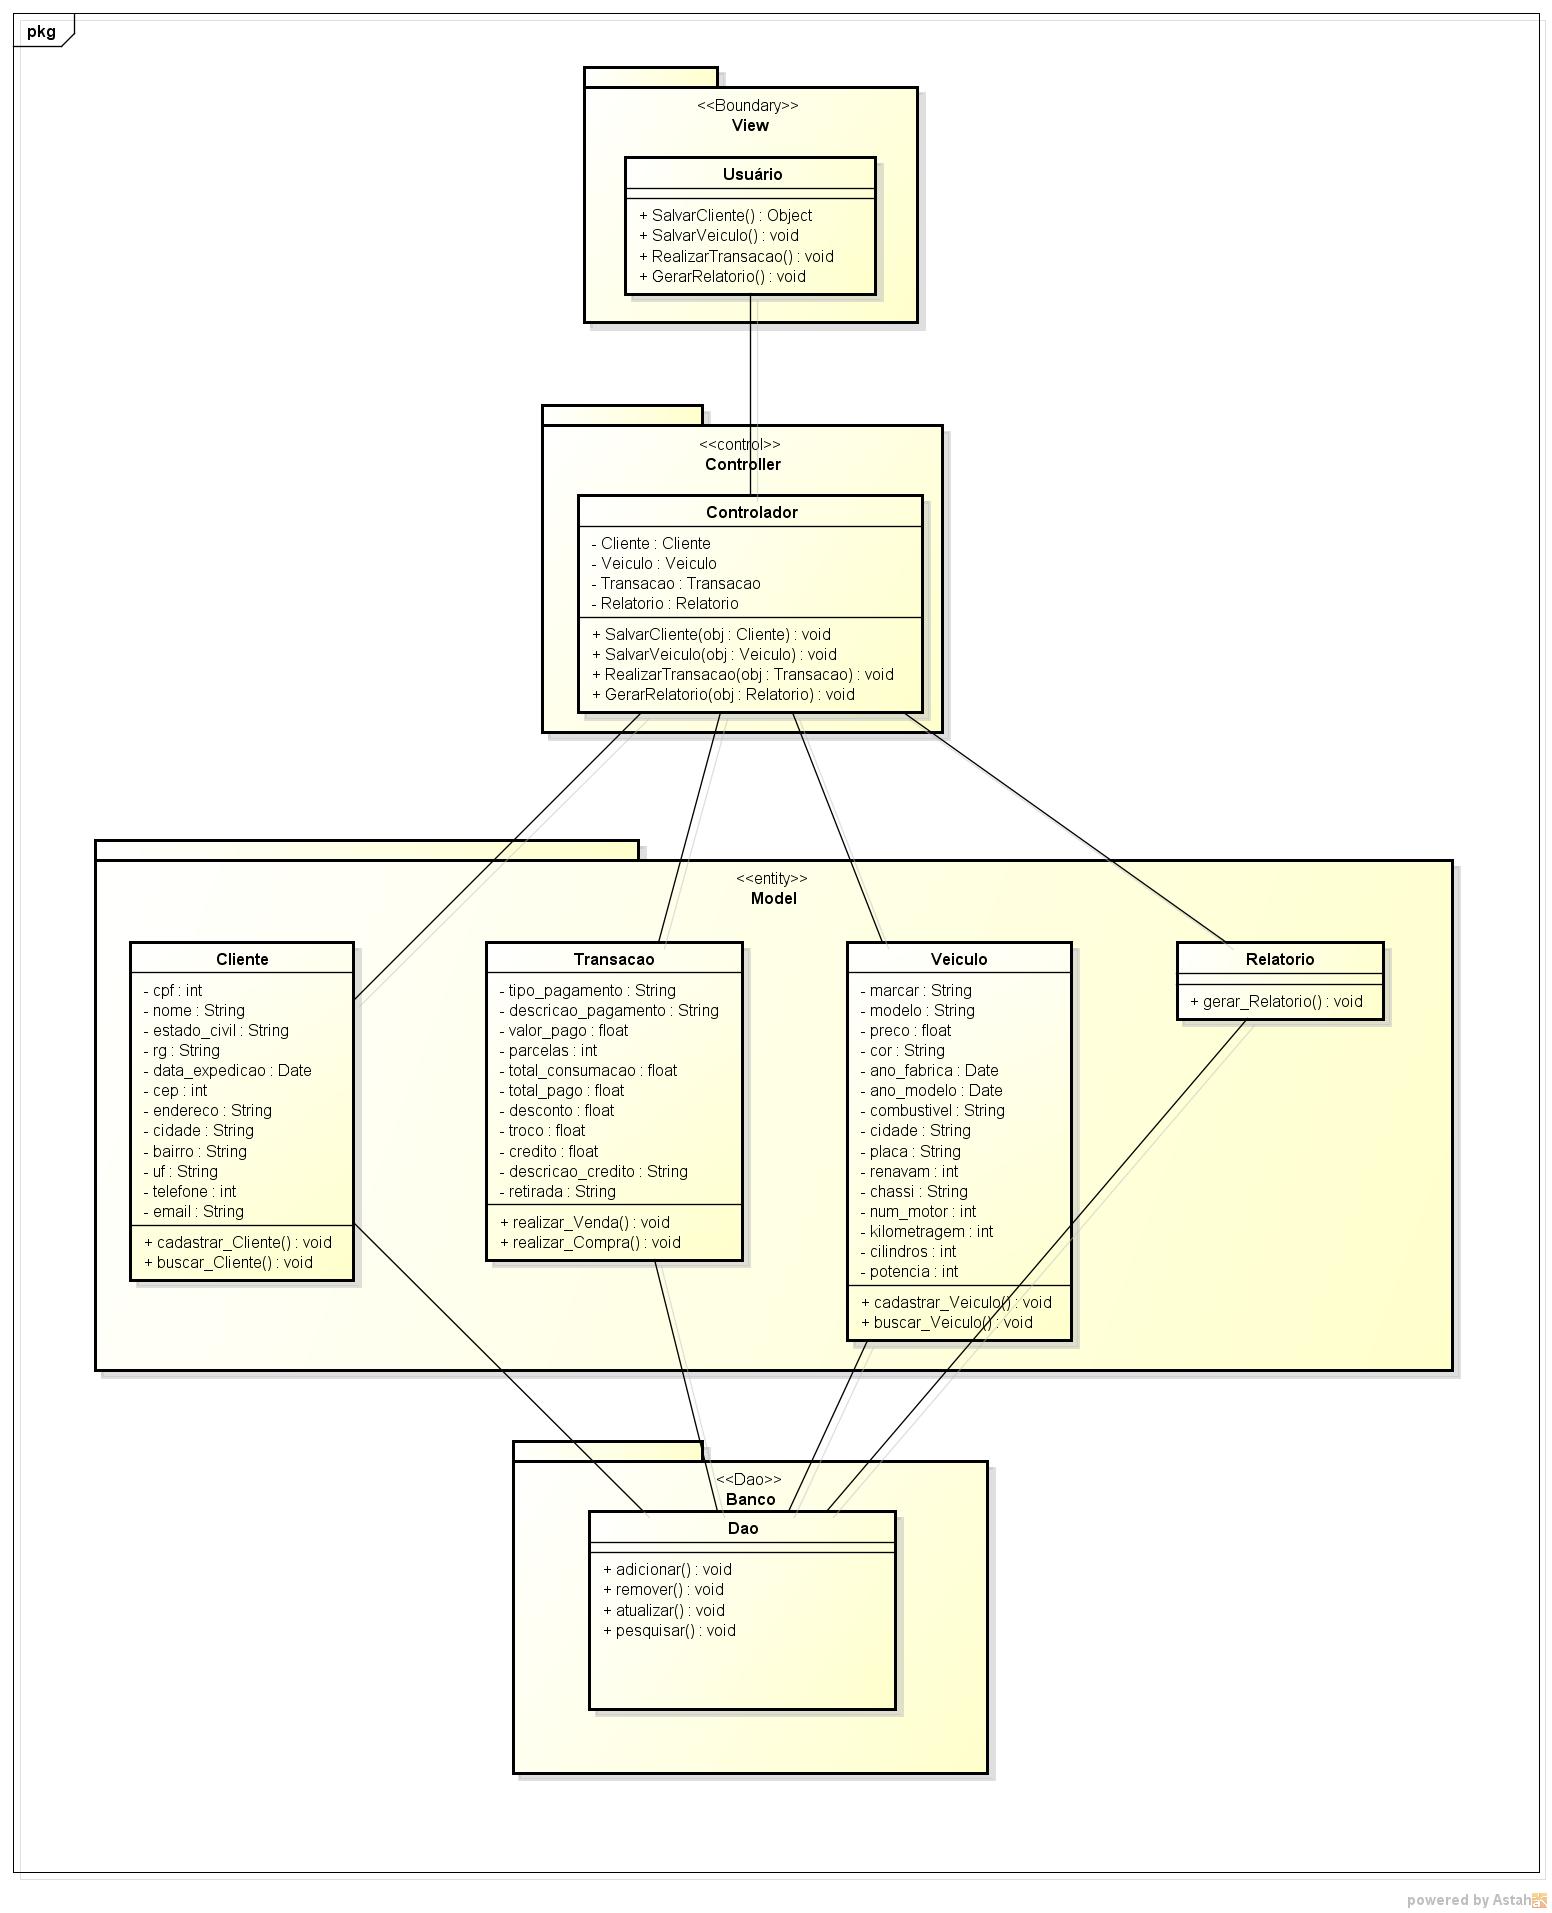 pkg
<<Boundary>>
View
Usuário
+ SalvarCliente() : Object
+ SalvarVeiculo() : void
+ RealizarTransacao() : void
+ GerarRelatorio() : void
<<control>>
Controller
Controlador
- Cliente : Cliente
- Veiculo : Veiculo
- Transacao : Transacao
- Relatorio : Relatorio
+ SalvarCliente(obj : Cliente) : void
+ SalvarVeiculo(obj : Veiculo) : void
+ RealizarTransacao(obj : Transacao) : void
+ GerarRelatorio(obj : Relatorio) : void
<<entity>>
Model
Cliente
- cpf : int
- nome : String
- estado_civil : String
- rg : String
- data_expedicao : Date
- cep : int
- endereco : String
- cidade : String
- bairro : String
- uf : String
- telefone : int
- email : String
+ cadastrar_Cliente() : void
+ buscar_Cliente() : void
Transacao
- tipo_pagamento : String
- descricao_pagamento : String
- valor_pago : float
- parcelas : int
- total_consumacao : float
- total_pago : float
- desconto : float
- troco : float
- credito : float
- descricao_credito : String
- retirada : String
+ realizar_Venda() : void
+ realizar_Compra() : void
Veiculo
- marcar : String
- modelo : String
- preco : float
- cor : String
- ano_fabrica : Date
- ano_modelo : Date
- combustivel : String
- cidade : String
- placa : String
- renavam : int
- chassi : String
- num_motor : int
- kilometragem : int
- cilindros : int
- potencia : int
+ cadastrar_Veiculo() : void
+ buscar_Veiculo() : void
Relatorio
+ gerar_Relatorio() : void
<<Dao>>
Banco
Dao
+ adicionar() : void
+ remover() : void
+ atualizar() : void
+ pesquisar() : void
powered by Astah